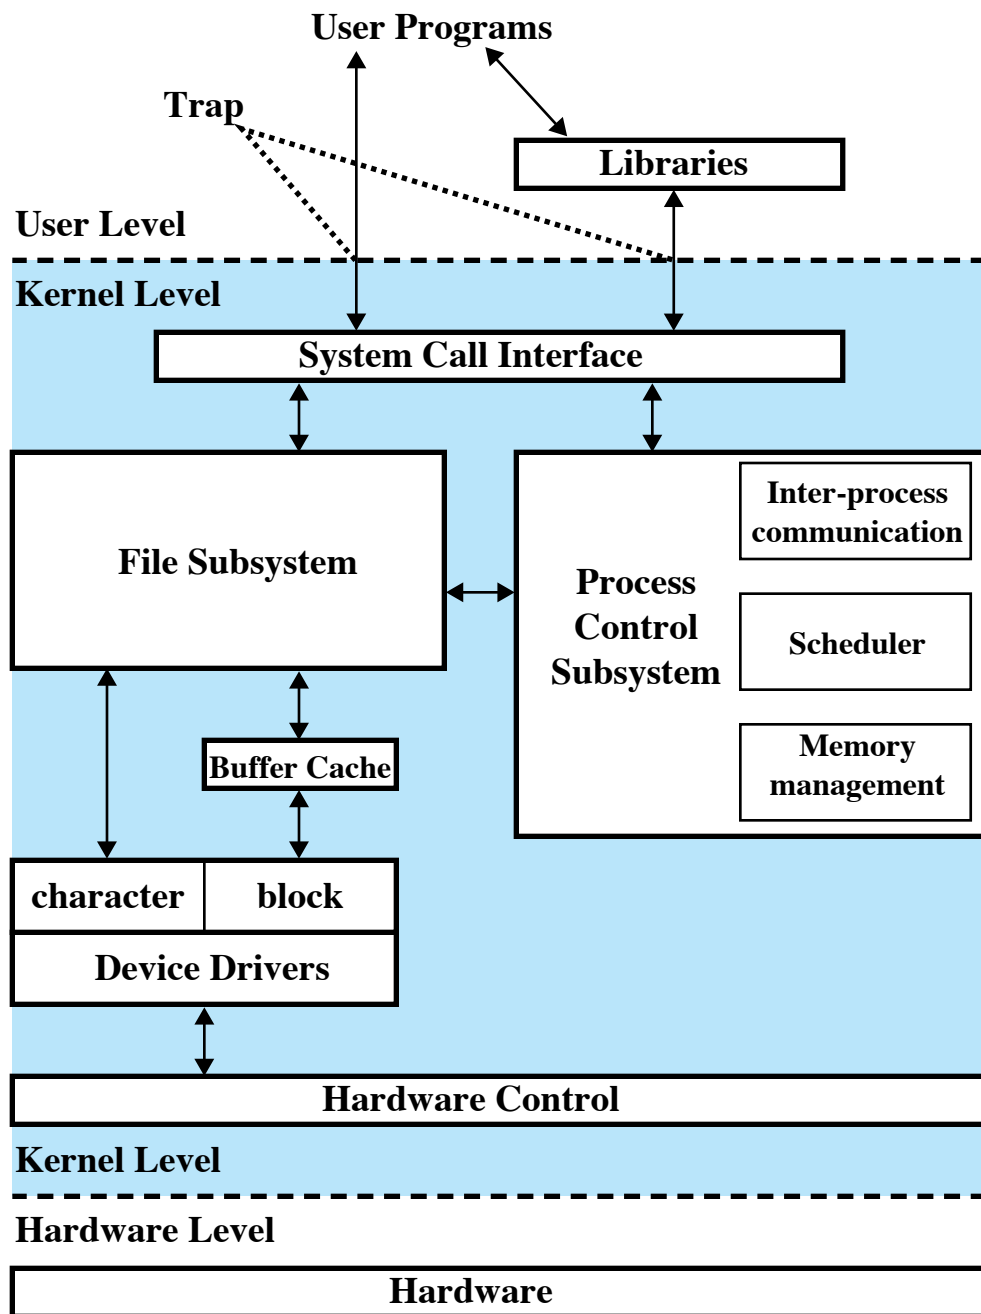 User Programs
Trap
Libraries
User Level
Kernel Level
System Call Interface
File Subsystem
Process
Control
Subsystem
Inter-process
communication
Scheduler
Memory
management
Buffer Cache
character
block
Device Drivers
Hardware Control
Kernel Level
Hardware Level
Hardware